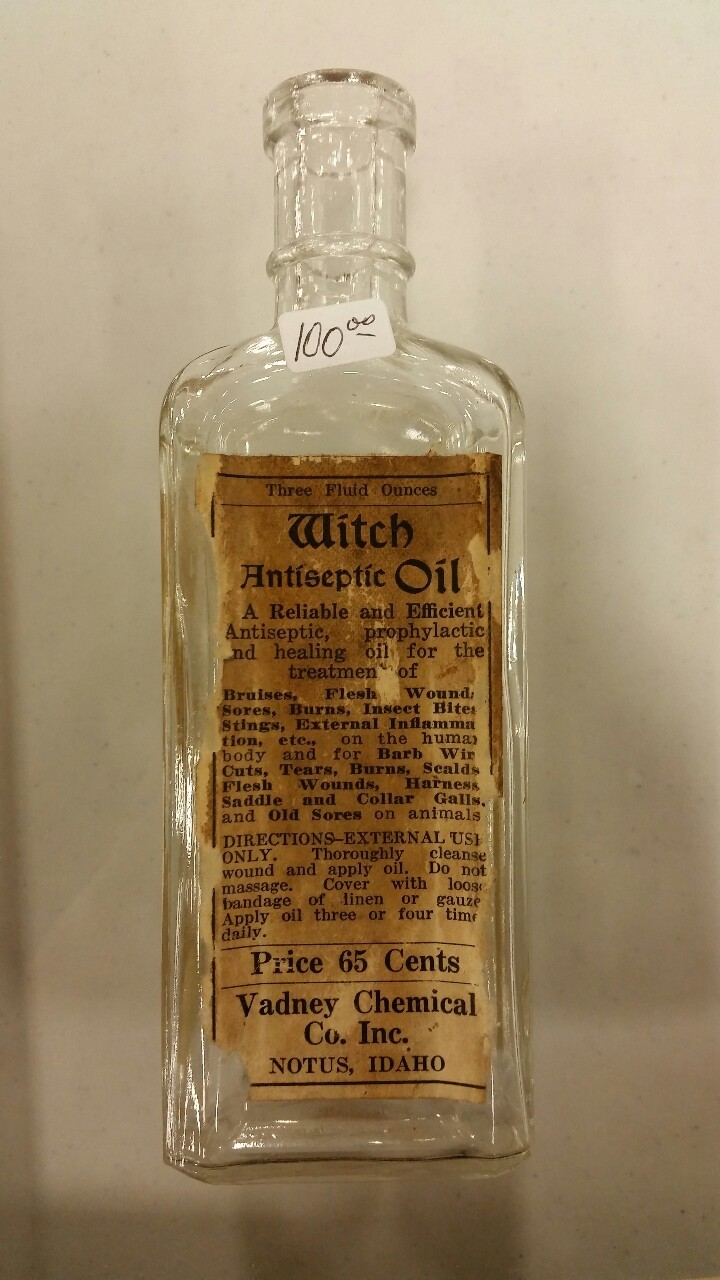 100 00
Three Fluid Ounces
Witch
Antiseptic Oil
A Reliable and Efficient
Antiseptic, prophylactic
nd healing oil for the
treatmen of
Bruises, Flesh Wound
Sores, Burns, Insect Bites
Stings, External Inflamma
tion, etc., on the human
body and for Barb Wir
Cuts, Tears, Burns, Scalds
Flesh Wounds, Harness
Saddle and Collar Galls,
and Old Sores on animals
DIRECTIONS-EXTERNAL USE
ONLY. Thoroughly cleanse
wound and apply oil. Do not
massage. Cover with loose
bandage of linen or gauze
Apply oil three or four time
daily.
Price 65 Cents
Vadney Chemical
Co. Inc.
NOTUS, IDAHO